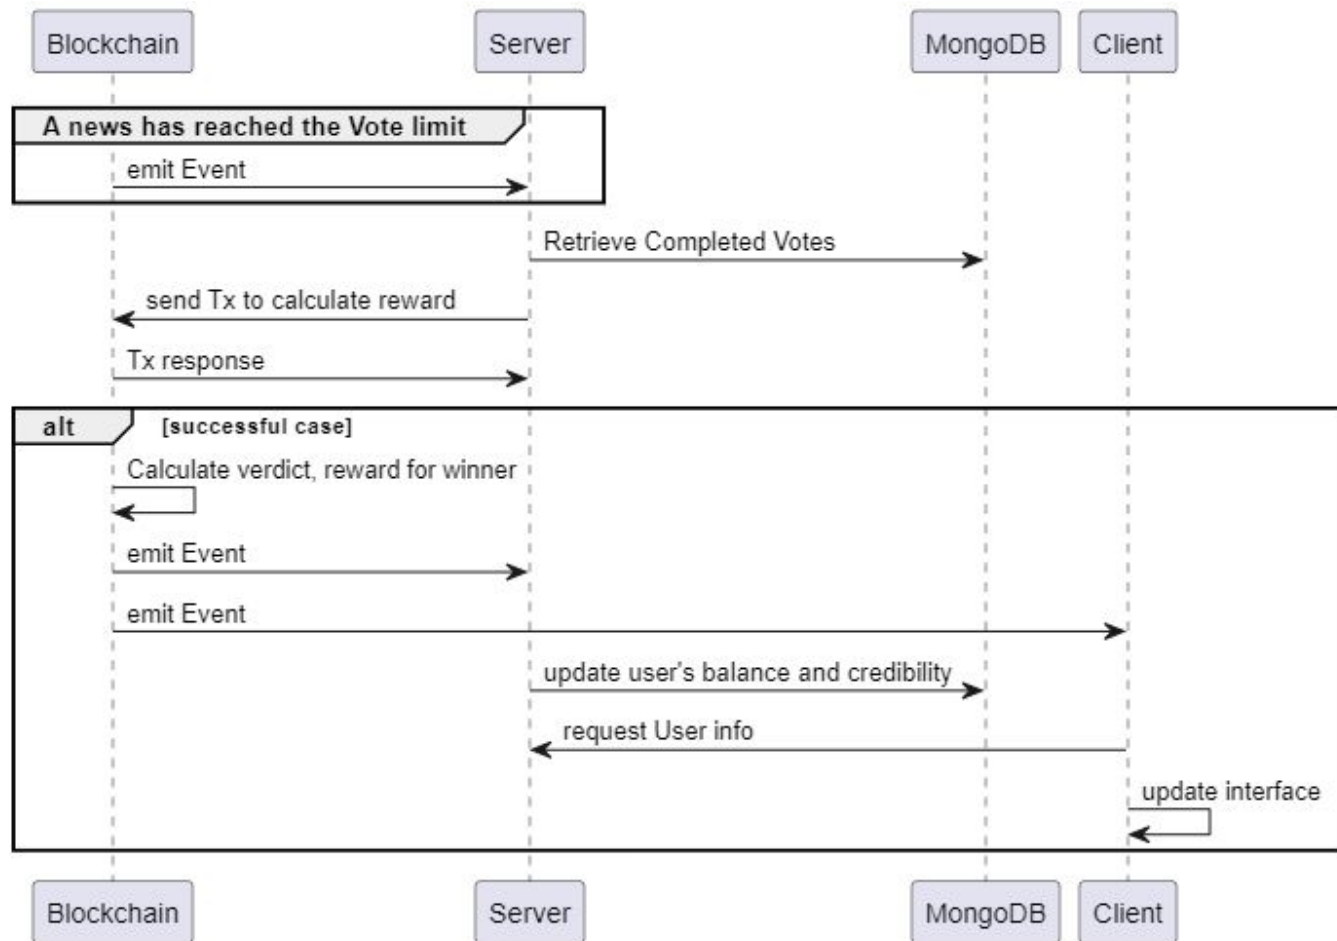 Blockchain
Server
MongoDB
Client
A news has reached the Vote limit
emit Event
Retrieve Completed Votes
send Tx to calculate reward
Tx response
alt
[successful case]
Calculate verdict, reward for winner
emit Event
emit Event
update user's balance and credibility
request User info
update interface
Blockchain
Server
MongoDB
Client